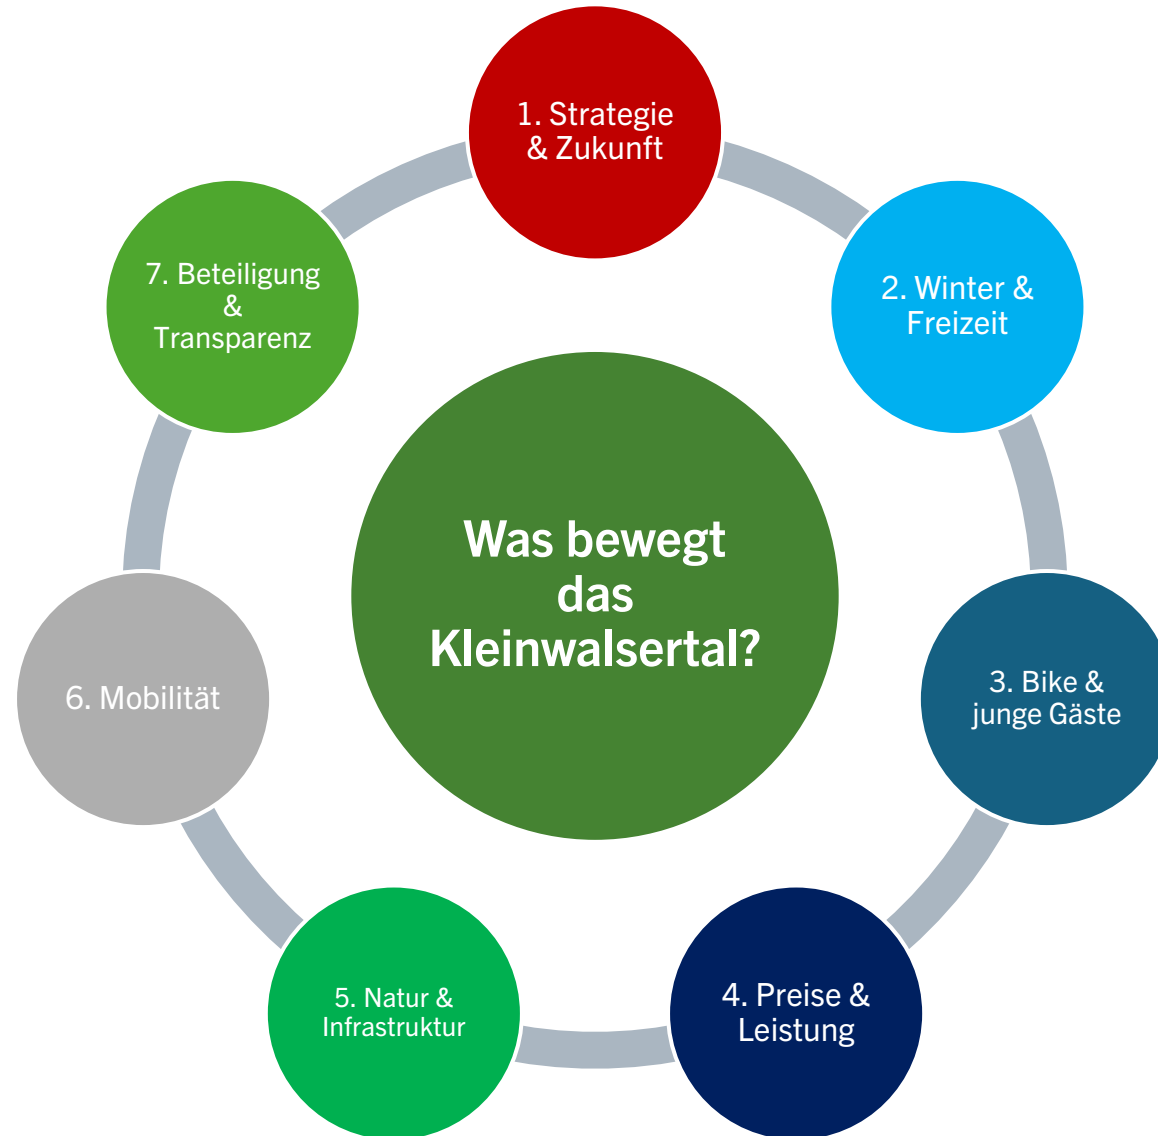 1. Strategie
& Zukunft
2. Winter &
Freizeit
3. Bike &
junge Gäste
4. Preise &
Leistung
5. Natur &
Infrastruktur
6. Mobilität
7. Beteiligung
&
Transparenz
Was bewegt
das
Kleinwalsertal?